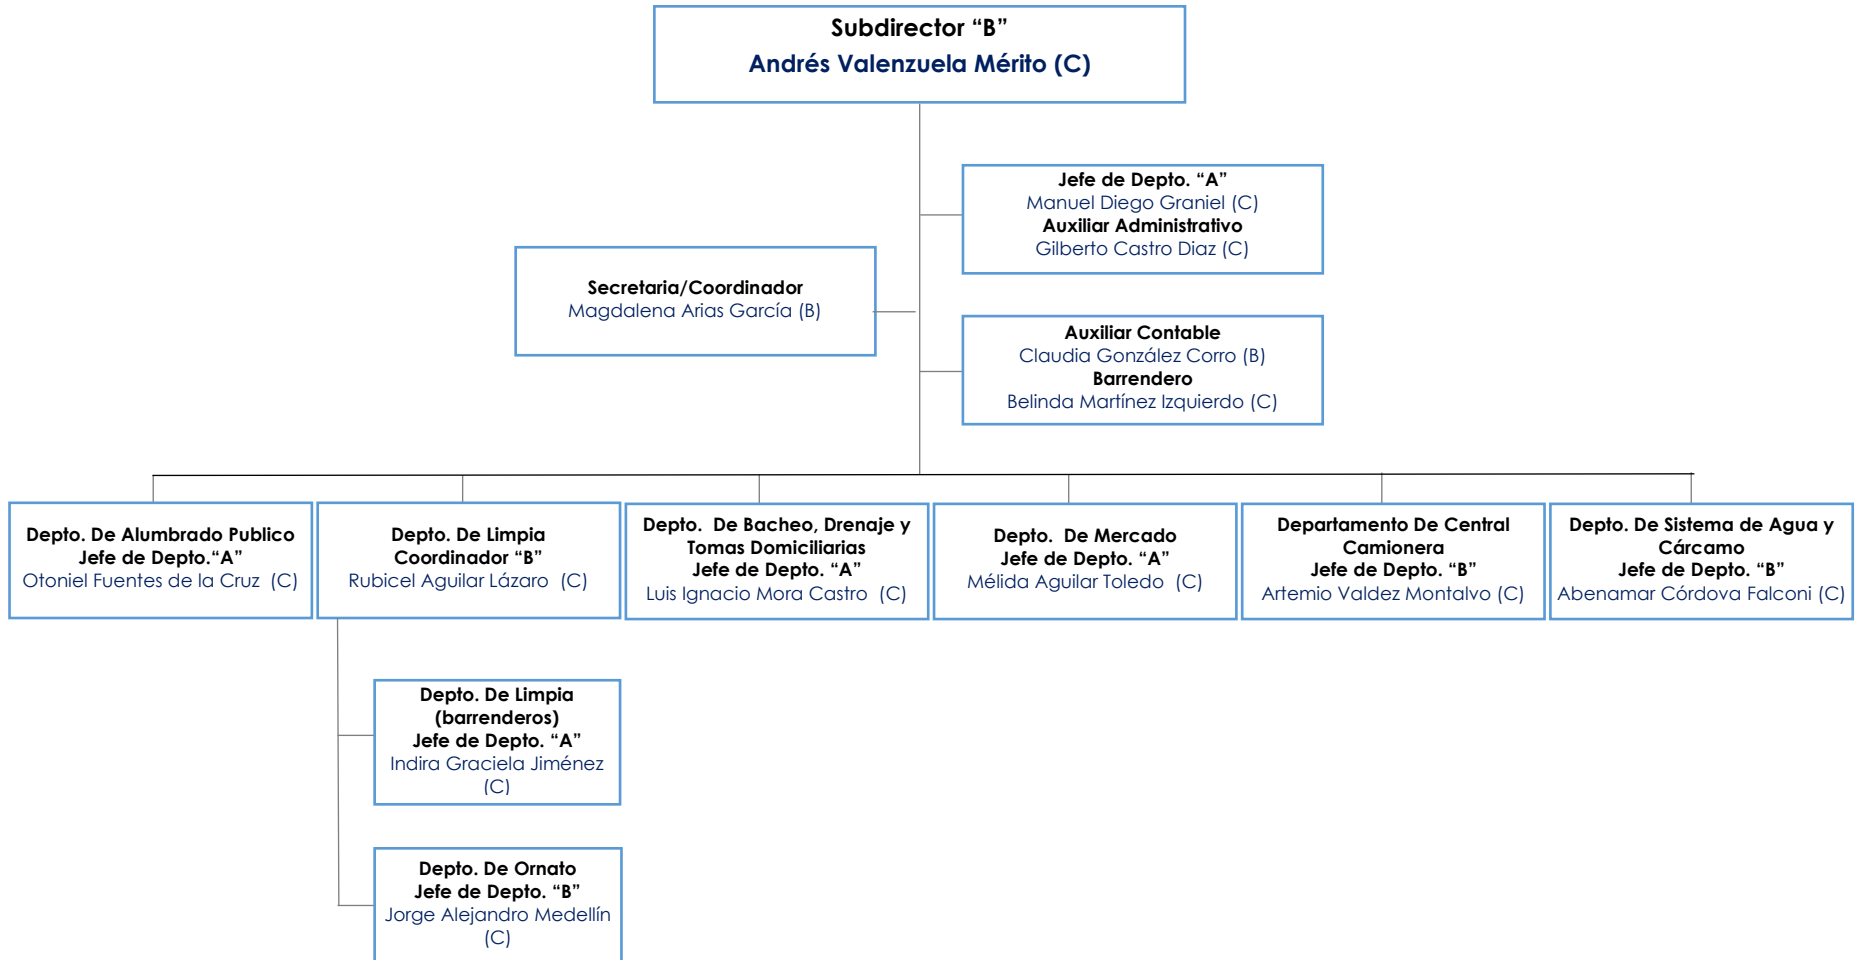 Subdirector “B”
Andrés Valenzuela Mérito (C)
Jefe de Depto. “A”
Manuel Diego Graniel (C)
Auxiliar Administrativo
Gilberto Castro Diaz (C)
Secretaria/Coordinador
Magdalena Arias García (B)
Auxiliar Contable
Claudia González Corro (B)
Barrendero
Belinda Martínez Izquierdo (C)
Depto. De Alumbrado Publico
Jefe de Depto.“A”
Otoniel Fuentes de la Cruz (C)
Depto. De Limpia
Coordinador “B”
Rubicel Aguilar Lázaro (C)
Depto. De Bacheo, Drenaje y
Tomas Domiciliarias
Jefe de Depto. “A”
Luis Ignacio Mora Castro (C)
Depto. De Mercado
Jefe de Depto. “A”
Mélida Aguilar Toledo (C)
Departamento De Central
Camionera
Jefe de Depto. “B”
Artemio Valdez Montalvo (C)
Depto. De Sistema de Agua y
Cárcamo
Jefe de Depto. “B”
Abenamar Córdova Falconi (C)
Depto. De Limpia
(barrenderos)
Jefe de Depto. “A”
Indira Graciela Jiménez
(C)
Depto. De Ornato
Jefe de Depto. “B”
Jorge Alejandro Medellín
(C)